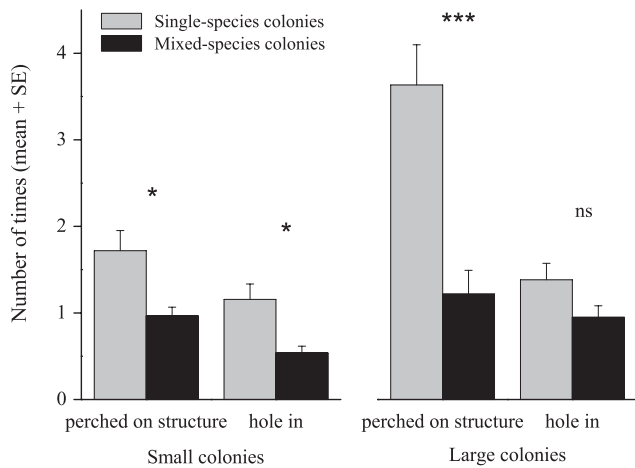 Single-species colonies
Mixed-species colonies
Number of times (mean + SE)
4
3
2
1
0
*
*
***
ns
perched on structure hole in perched on structure hole in
Small colonies Large colonies